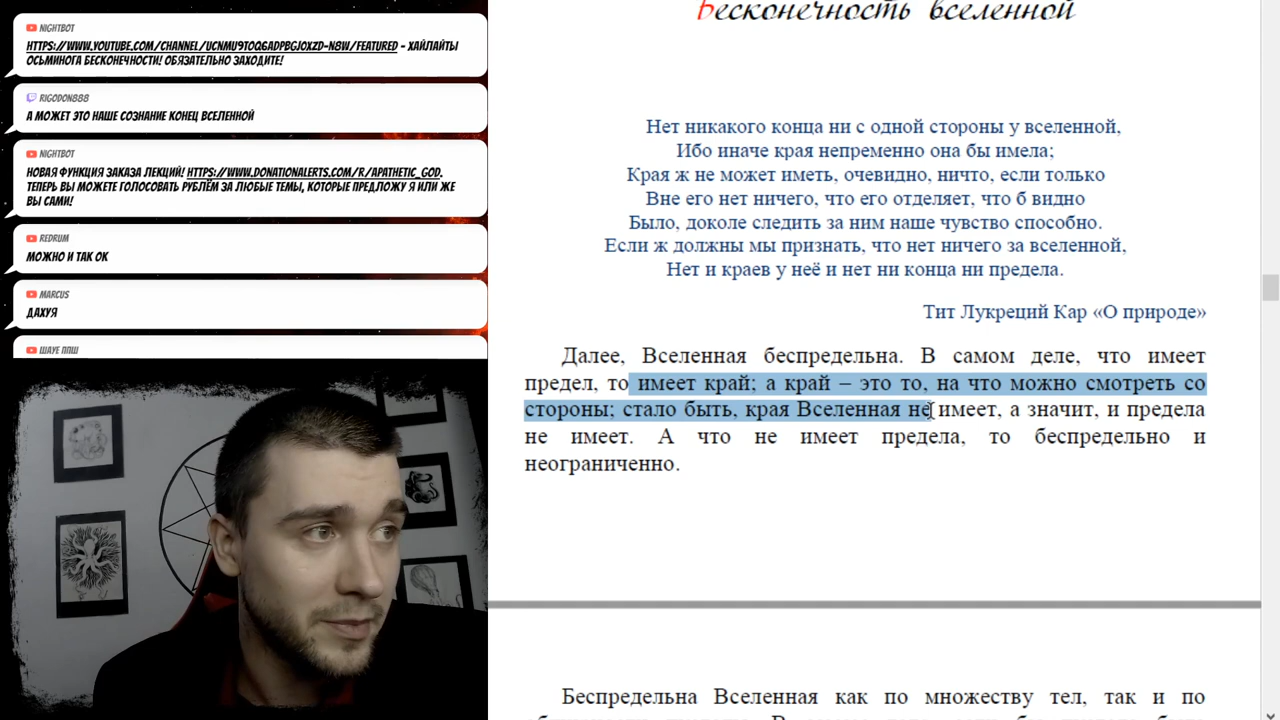 NIGHTBOT
HTTPS://WWW.YOUTUBE.COM/CHANNEL/UCNMU9TOQ6ADPBGJOXZD-N8W/FEATURED - ХАЙЛАЙТЫ
ОСЬМИНОГА БЕСКОНЕЧНОСТИ! ОБЯЗАТЕЛЬНО ЗАХОДИТЕ!
RIGODON888
А МОЖЕТ ЭТО НАШЕ СОЗНАНИЕ КОНЕЦ ВСЕЛЕННОЙ
NIGHTBOT
НОВАЯ ФУНКЦИЯ ЗАКАЗА ЛЕКЦИЙ! HTTPS://WWW.DONATIONALERTS.COM/R/APATHETIC_GOD.
ТЕПЕРЬ ВЫ МОЖЕТЕ ГОЛОСОВАТЬ РУБЛЁМ ЗА ЛЮБЫЕ ТЕМЫ, КОТОРЫЕ ПРЕДЛОЖУ Я ИЛИ ЖЕ
ВЫ САМИ!
REDRUM
МОЖНО И ТАК ОК
MARCUS
ДАХУЯ
ШАУЕ ППШ
Бесконечность вселенной
Нет никакого конца ни с одной стороны у вселенной,
Ибо иначе края непременно она бы имела;
Края ж не может иметь, очевидно, ничто, если только
Вне его нет ничего, что его отделяет, что б видно
Было, доколе следить за ним наше чувство способно.
Если ж должны мы признать, что нет ничего за вселенной,
Нет и краев у неё и нет ни конца ни предела.
Тит Лукреций Кар «О природе»
Далее, Вселенная беспредельна. В самом деле, что имеет
предел, то имеет край; а край – это то, на что можно смотреть со
стороны; стало быть, края Вселенная не имеет, а значит, и предела
не имеет. А что не имеет предела, то беспредельно и
неограниченно.
Беспредельна Вселенная как по множеству тел, так и по